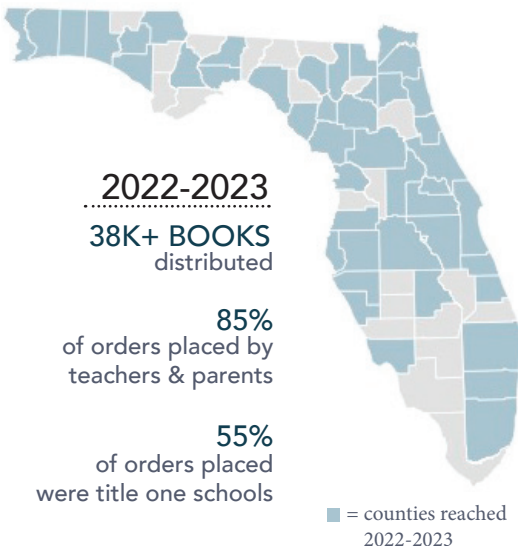 2022-2023
38K+ BOOKS
distributed
85%
of orders placed by
teachers & parents
55%
of orders placed
were title one schools
= counties reached
2022-2023